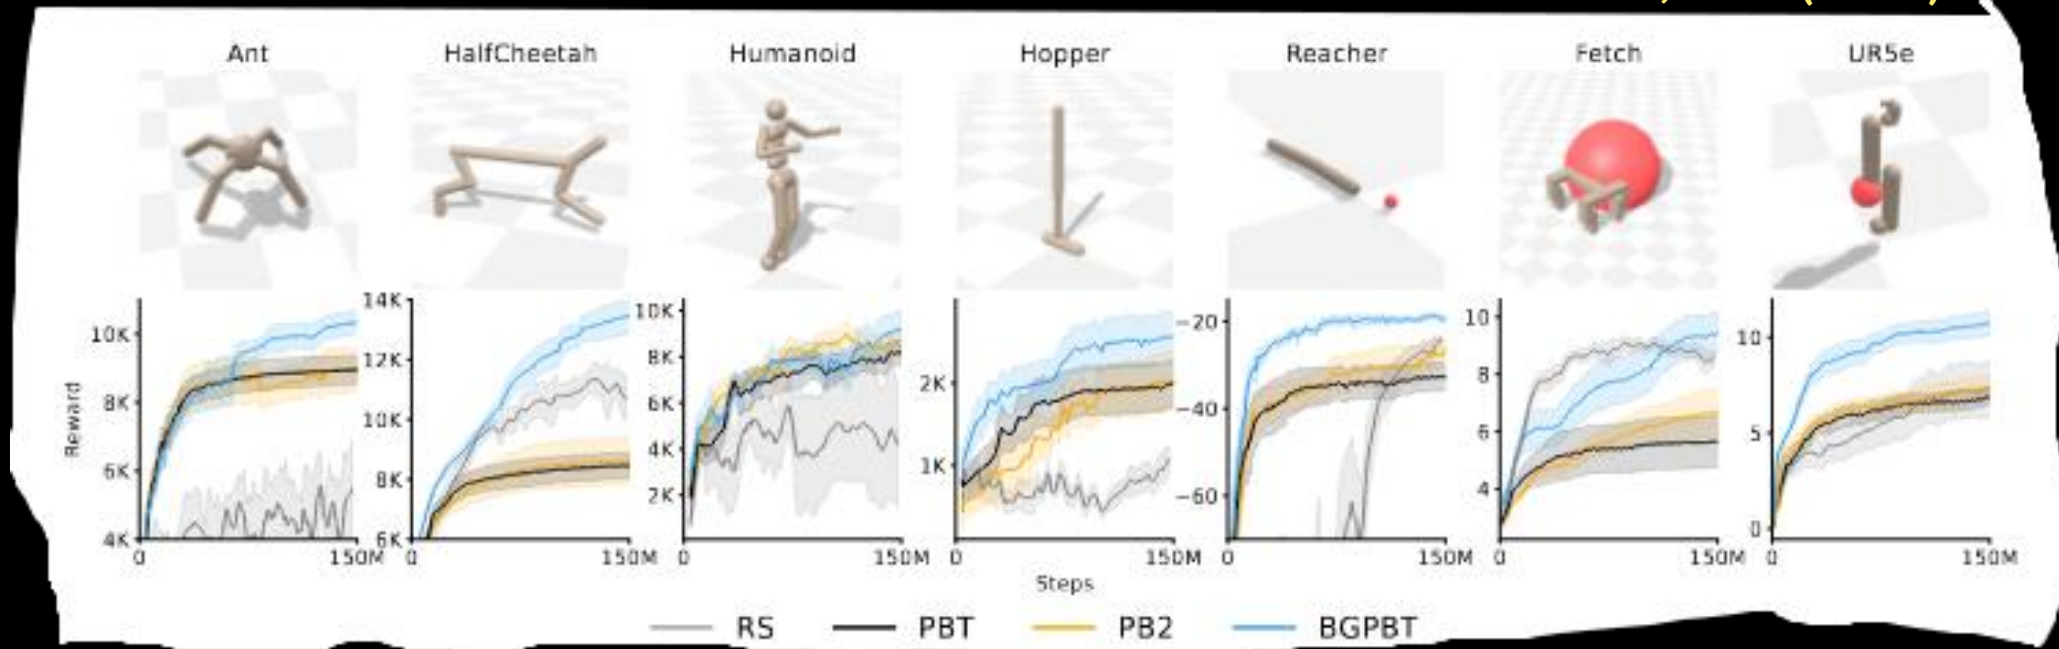 Ant HalfCheetah Humanoid Hopper Reacher Fetch UR5e
Reward
10K
8K
6K
4K
0 150M
14K
12K
10K
8K
6K
0 150M
10K
8K
6K
4K
2K
0 150M
2K
1K
0 150M
−20
−40
−60
0 150M
10
8
6
4
0 150M
10
5
0
0 150M
Steps
RS PBT PB2 BGPBT